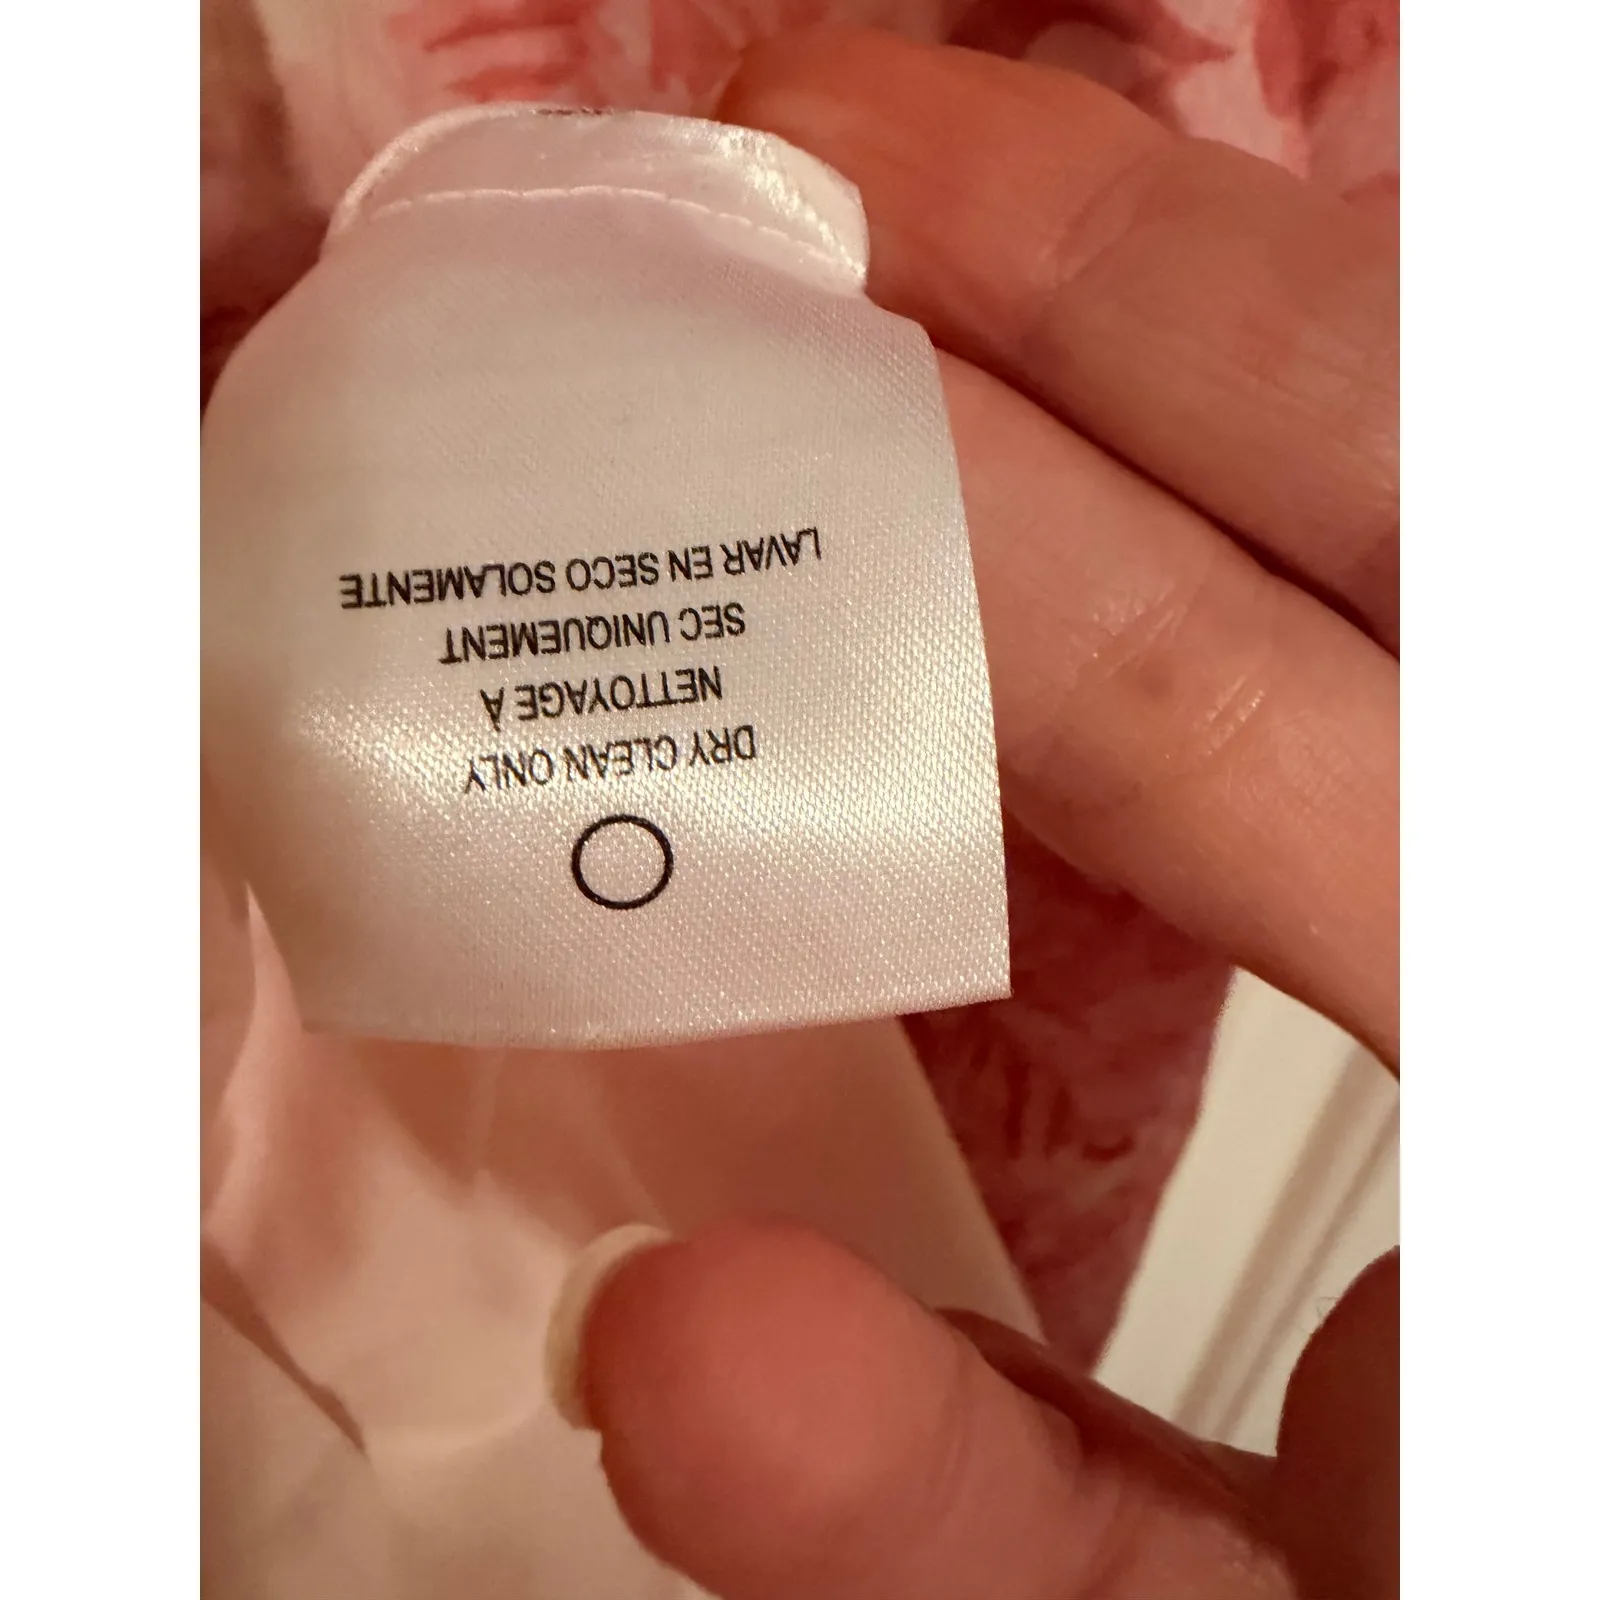 DRY CLEAN ONLY
NETTOYAGE À
SEC UNIQUEMENT
LAVAR EN SECO SOLAMENTE